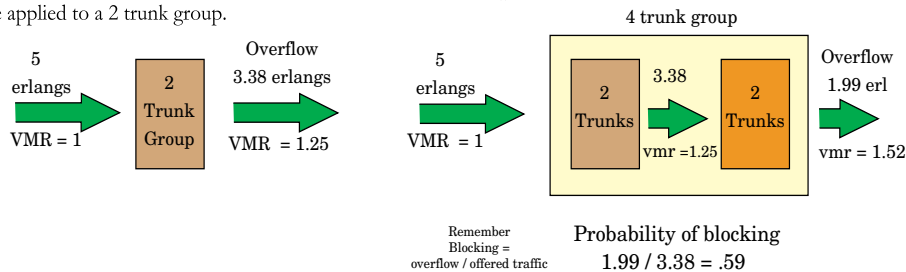 e applied to a 2 trunk group.
5
erlangs
VMR = 1
2
Trunk
Group
Overflow
3.38 erlangs
VMR = 1.25
4 trunk group
5
erlangs
VMR = 1
2
Trunks
3.38
vmr =1.25
2
Trunks
Overflow
1.99 erl
vmr = 1.52
Remember
Blocking =
overflow / offered traffic
Probability of blocking
1.99 / 3.38 = .59